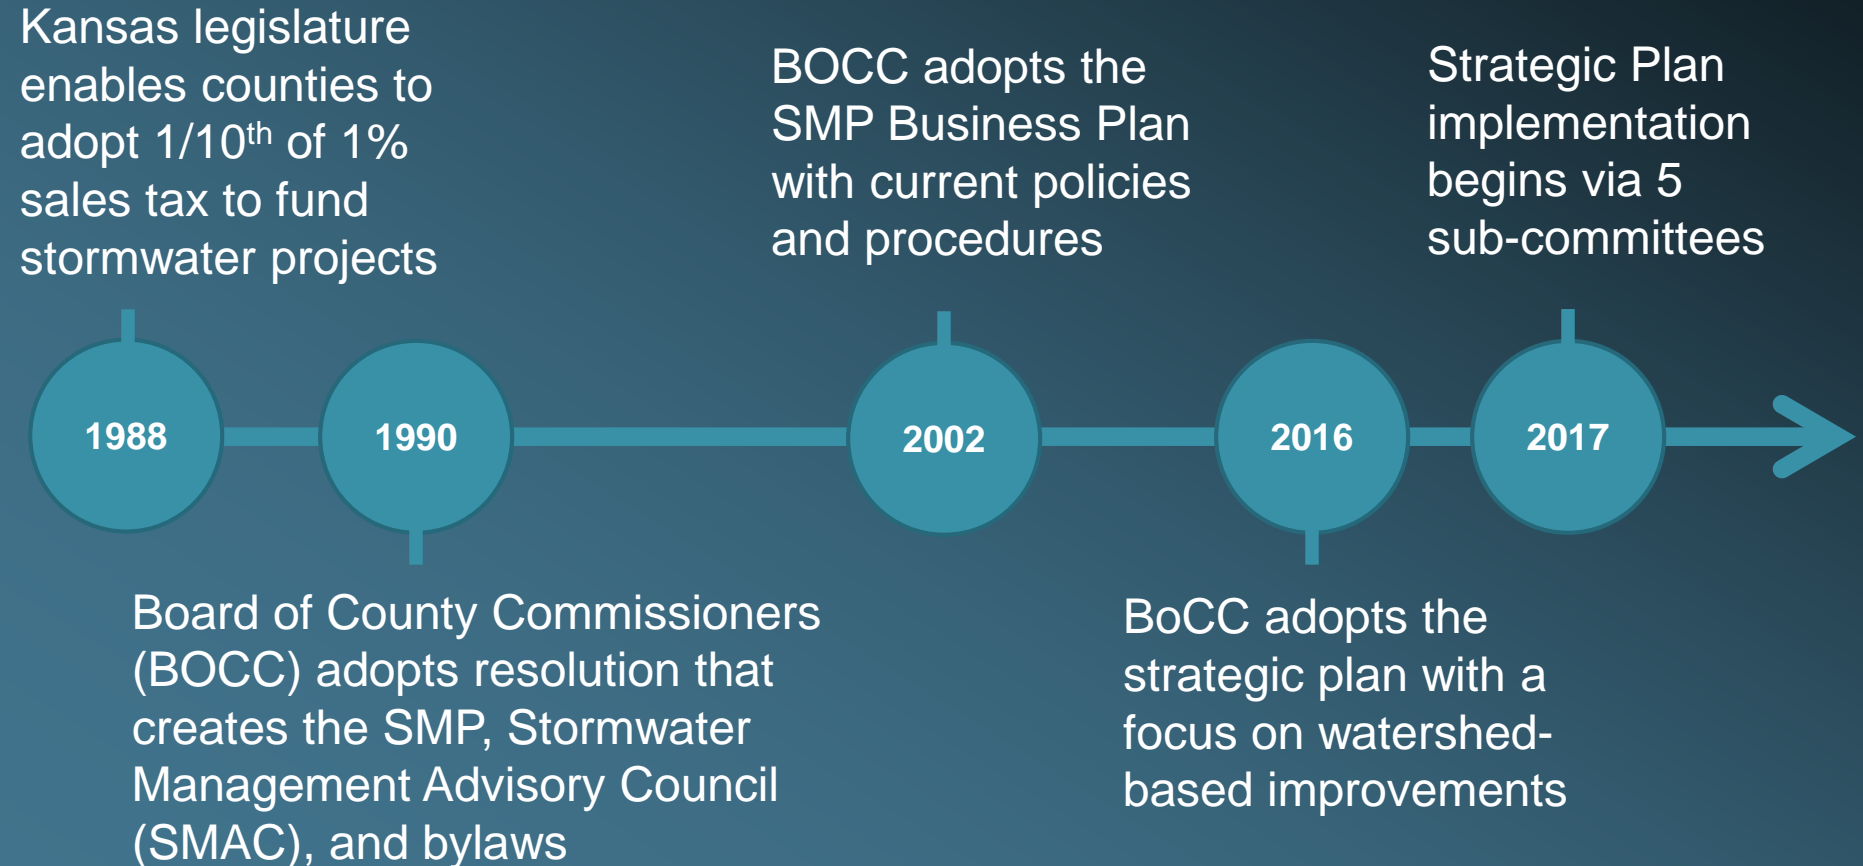 Kansas legislature
enables counties to
adopt 1/10th of 1%
sales tax to fund
stormwater projects
BOCC adopts the
SMP Business Plan
with current policies
and procedures
Strategic Plan
implementation
begins via 5
sub-committees
1988
1990
2002
2016
2017
Board of County Commissioners
(BOCC) adopts resolution that
creates the SMP, Stormwater
Management Advisory Council
(SMAC), and bylaws
BoCC adopts the
strategic plan with a
focus on watershed-
based improvements